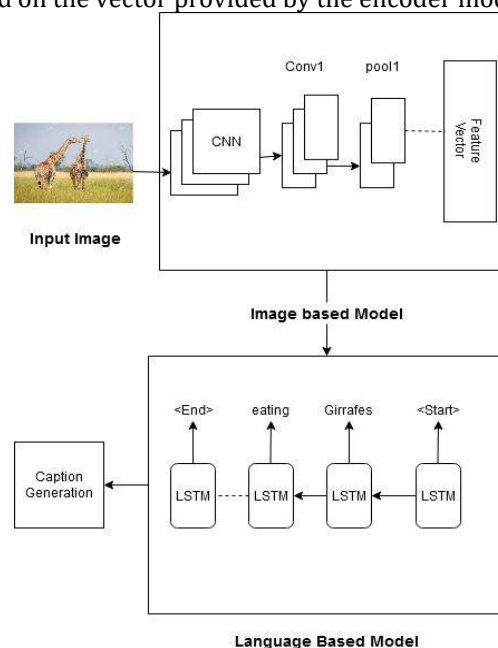 d on the vector provided by the encoder mod
Conv1
pool1
CNN
Feature
Vector
Input Image
Image based Model
<End>
eating
Girrafes
<Start>
Caption
Generation
LSTM
LSTM
LSTM
LSTM
Language Based Model